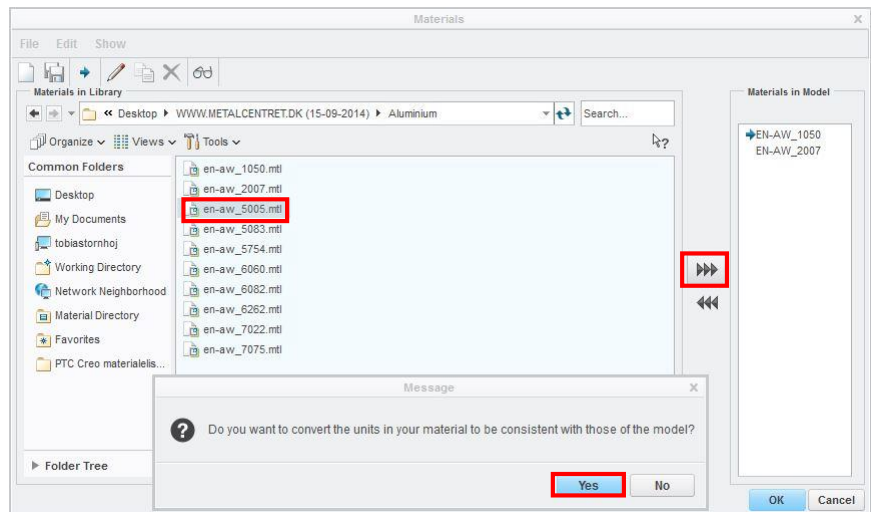 Materials
File Edit Show
Materials in Library
Desktop WWW.METALCENTRET.DK (15-09-2014) Aluminium
Search...
Organize Views Tools
Common Folders
Desktop
My Documents
tobiastornhoj
Working Directory
Network Neighborhood
Material Directory
Favorites
PTC Creo materialelis...
Folder Tree
en-aw_1050.mtl
en-aw_2007.mtl
en-aw_5005.mtl
en-aw_5083.mtl
en-aw_5754.mtl
en-aw_6060.mtl
en-aw_6082.mtl
en-aw_6262.mtl
en-aw_7022.mtl
en-aw_7075.mtl
Materials in Model
EN-AW_1050
EN-AW_2007
Message
Do you want to convert the units in your material to be consistent with those of the model?
Yes No
OK Cancel